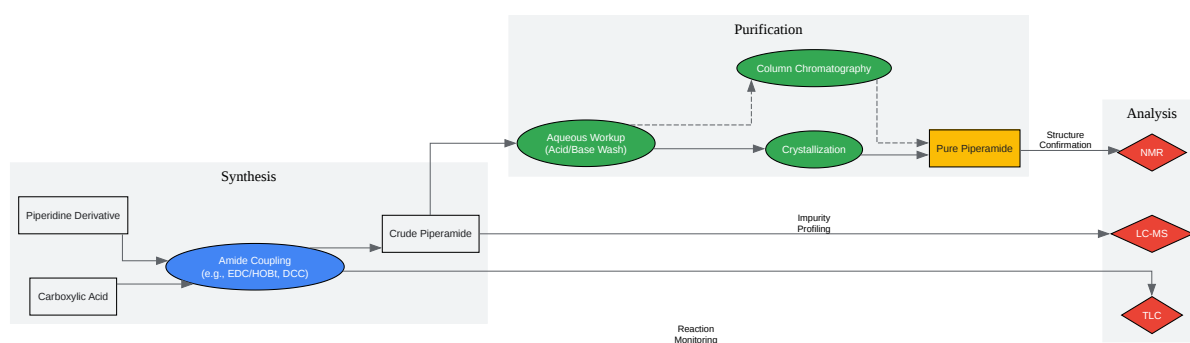 Purification
Column Chromatography
Analysis
Aqueous Workup
(Acid/Base Wash)
Crystallization
Pure Piperamide
Structure
Confirmation
NMR
Synthesis
Piperidine Derivative
Crude Piperamide
Impurity
Profiling
LC-MS
Amide Coupling
(e.g., EDC/HOBt, DCC)
Carboxylic Acid
TLC
Reaction
Monitoring